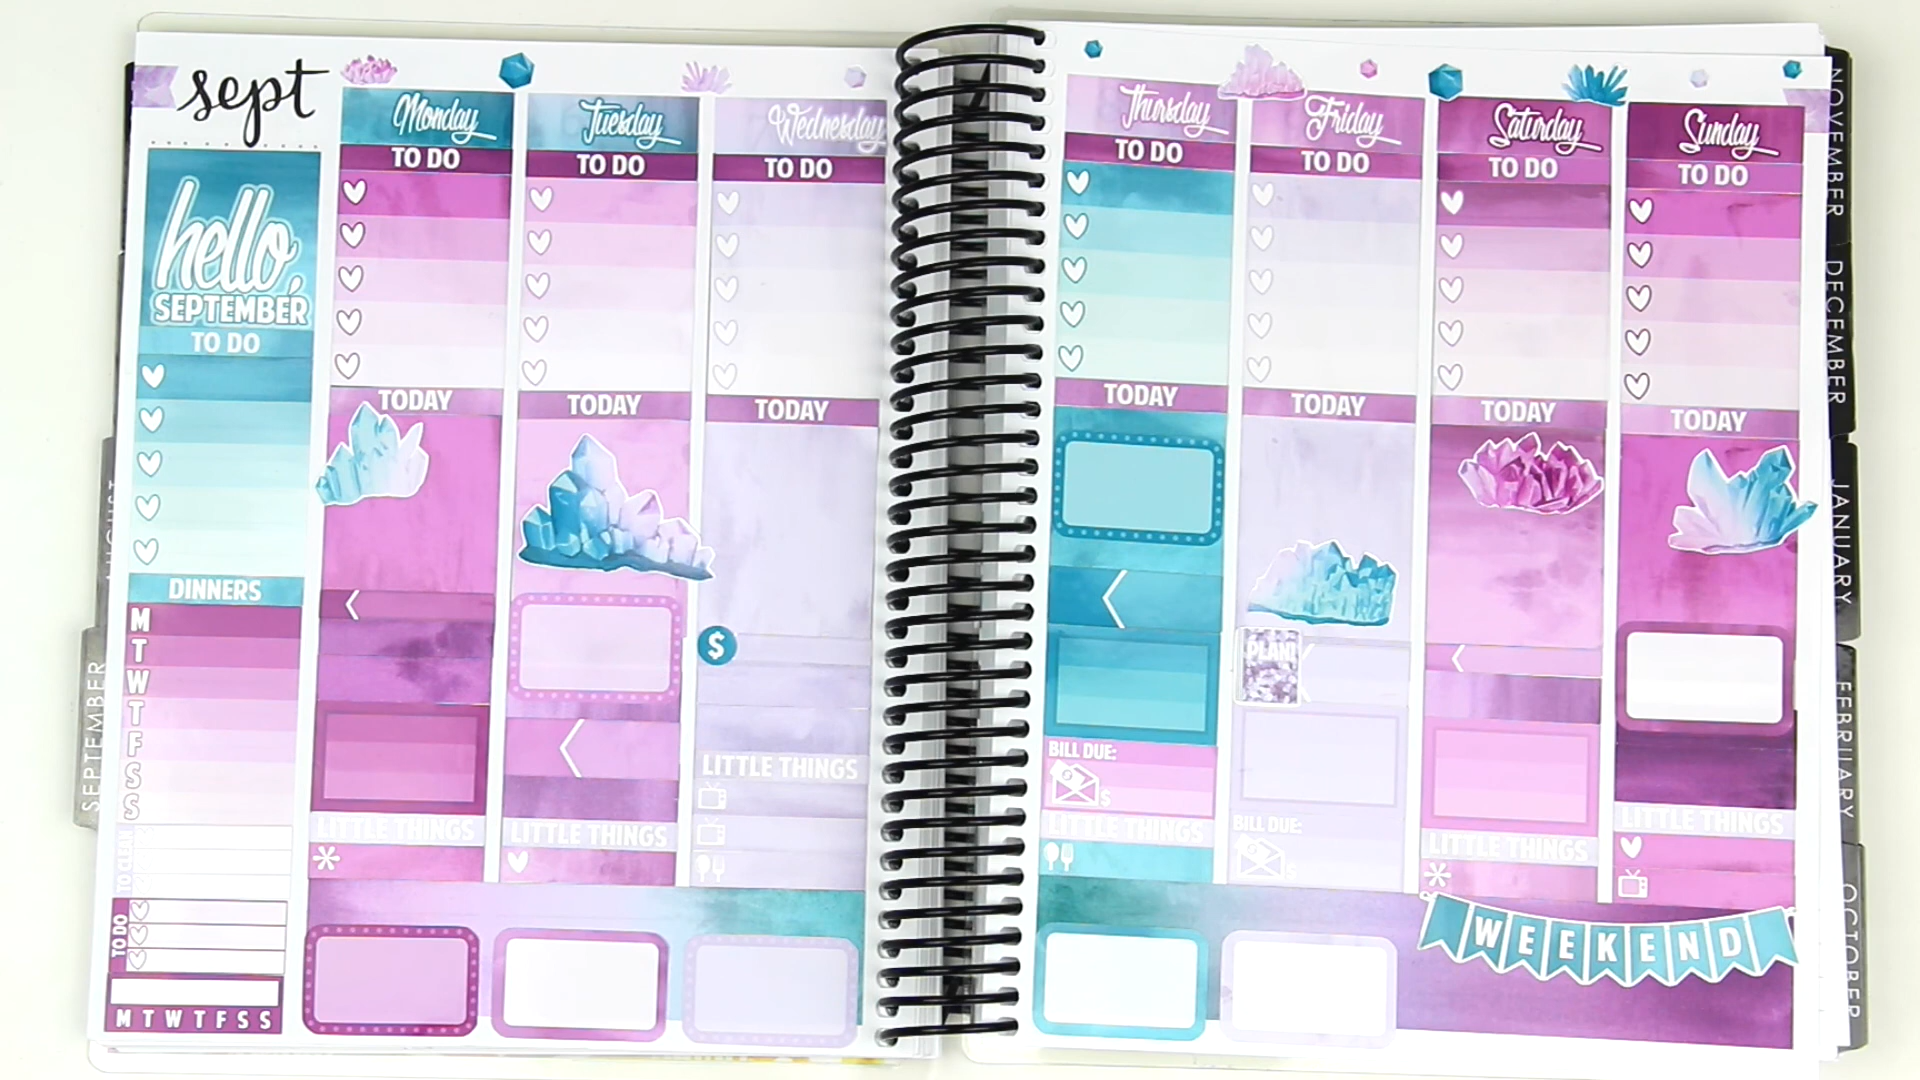 sept
hello,
SEPTEMBER
TO DO
DINNERS
M
T
W
T
F
S
S
TO CLEAN
TO DO
M T W T F S S
Monday
TO DO
TODAY
LITTLE THINGS
Tuesday
TO DO
TODAY
LITTLE THINGS
Wednesday
TO DO
TODAY
$
LITTLE THINGS
Thursday
TO DO
TODAY
BILL DUE:
$
LITTLE THINGS
Friday
TO DO
TODAY
PLAN!
BILL DUE:
$
Saturday
TO DO
TODAY
LITTLE THINGS
Sunday
TO DO
TODAY
LITTLE THINGS
WEEKEND
AUGUST
SEPTEMBER
NOVEMBER
DECEMBER
JANUARY
FEBRUARY
OCTOBER